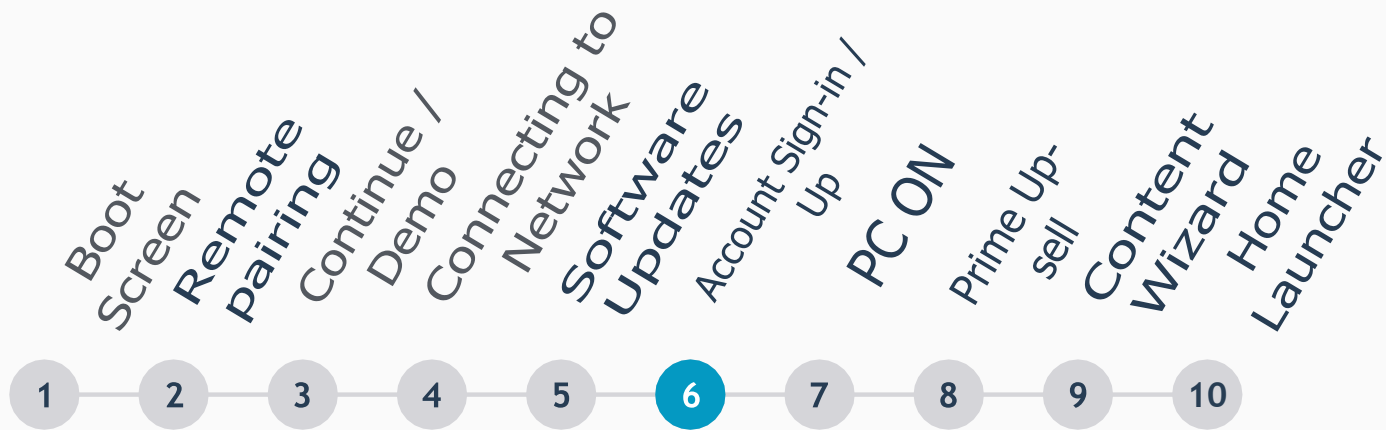 Boot
Screen
Remote
pairing
Continue /
Demo
Connecting to
Network
Software
Updates
Account Sign-in /
Up
PC ON
Prime Up-
sell
Content
Wizard
Home
Launcher
1 2 3 4 5 6 7 8 9 10